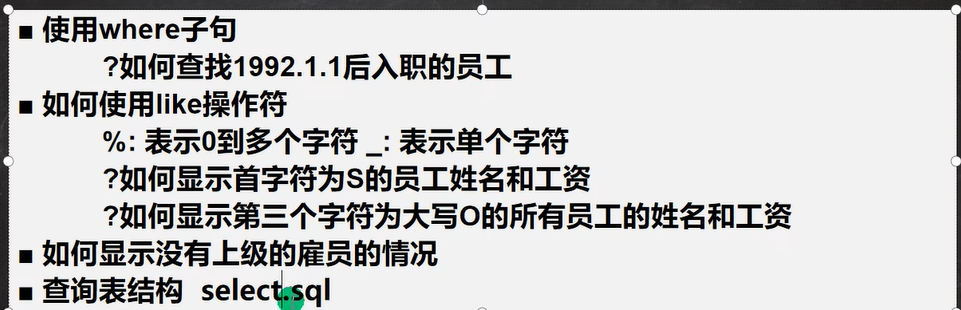 ■ 使用where子句
?如何查找1992.1.1后入职的员工
■ 如何使用like操作符
%: 表示0到多个字符 _: 表示单个字符
?如何显示首字符为S的员工姓名和工资
?如何显示第三个字符为大写O的所有员工的姓名和工资
■ 如何显示没有上级的雇员的情况
■ 查询表结构 select.sql